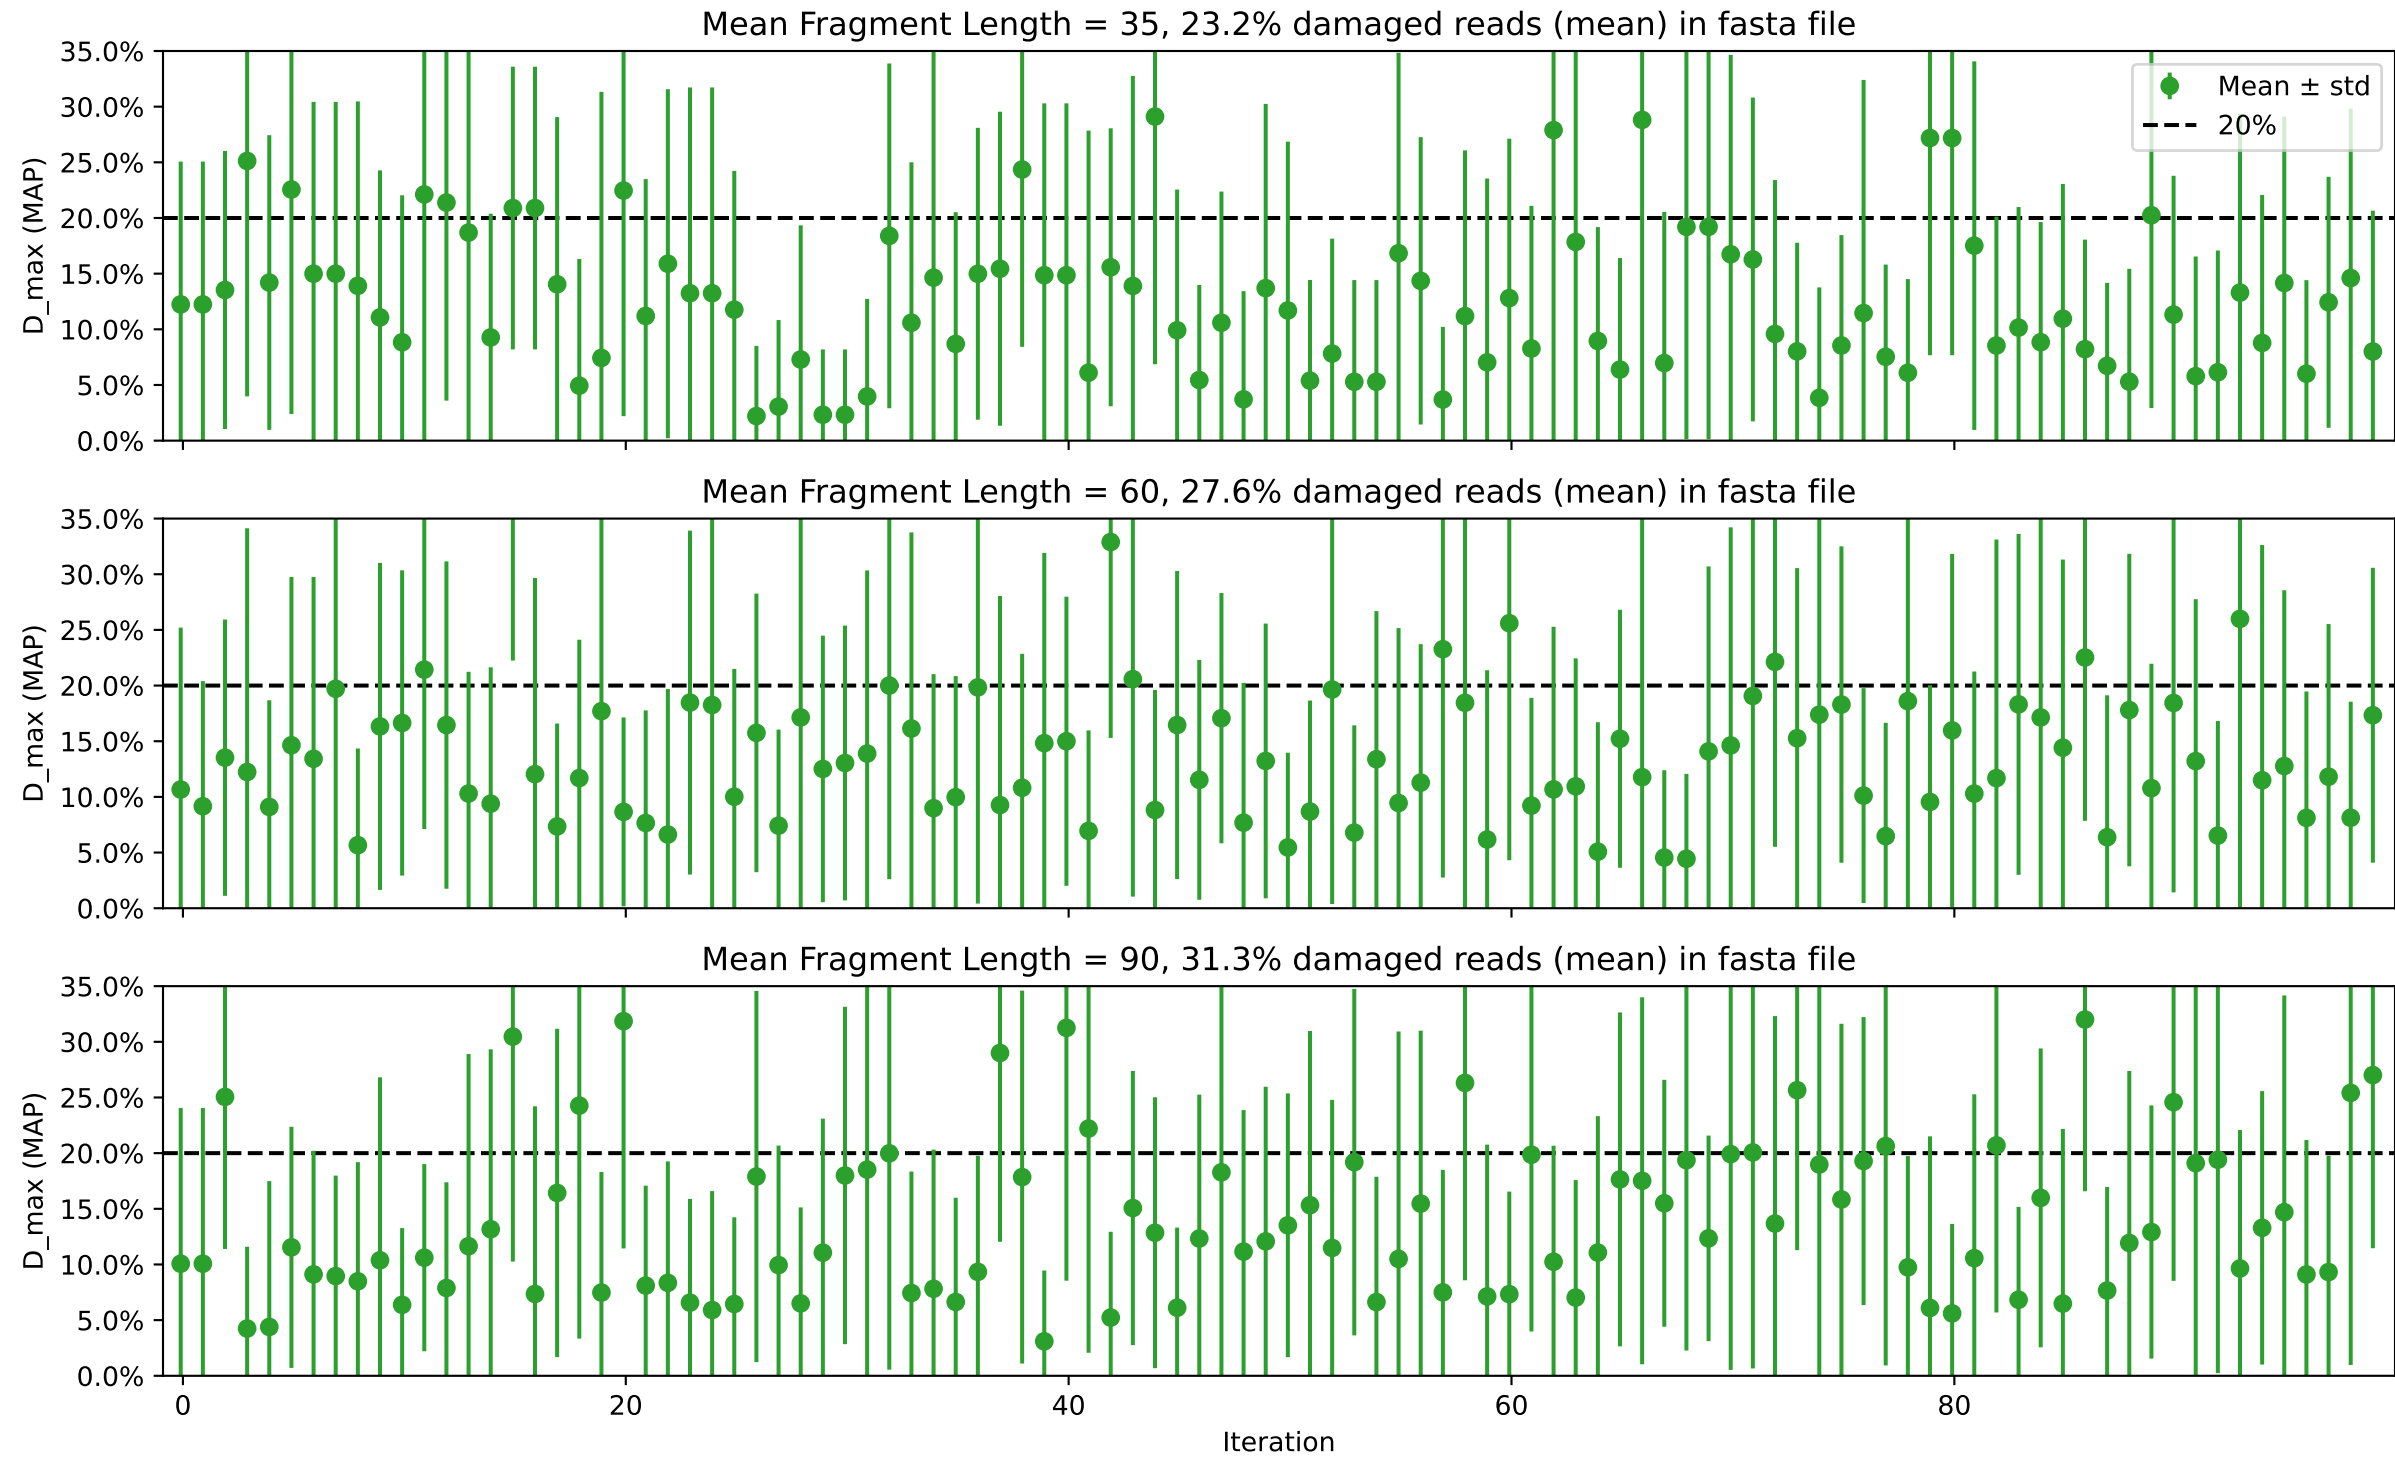 Mean Fragment Length = 35, 23.2% damaged reads (mean) in fasta file
35.0%
30.0%
25.0%
20.0%
15.0%
10.0%
5.0%
0.0%
D_max (MAP)
Mean ± std
20%
Mean Fragment Length = 60, 27.6% damaged reads (mean) in fasta file
35.0%
30.0%
25.0%
20.0%
15.0%
10.0%
5.0%
0.0%
D_max (MAP)
Mean Fragment Length = 90, 31.3% damaged reads (mean) in fasta file
35.0%
30.0%
25.0%
20.0%
15.0%
10.0%
5.0%
0.0%
D_max (MAP)
0 20 40 60 80
Iteration